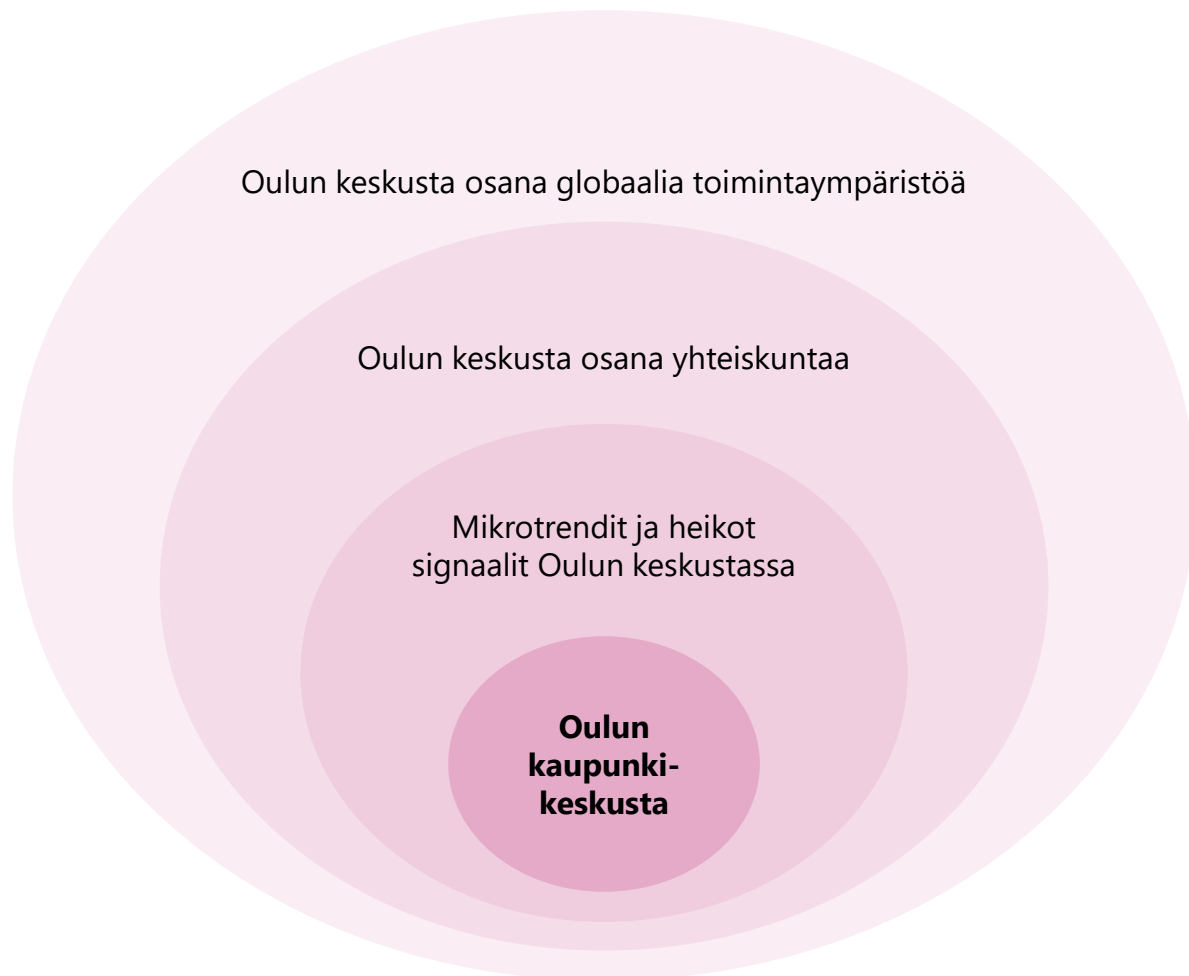 Oulun keskusta osana globaalia toimintaympäristöä
Oulun keskusta osana yhteiskuntaa
Mikrotrendit ja heikot
signaalit Oulun keskustassa
Oulun
kaupunki-
keskusta